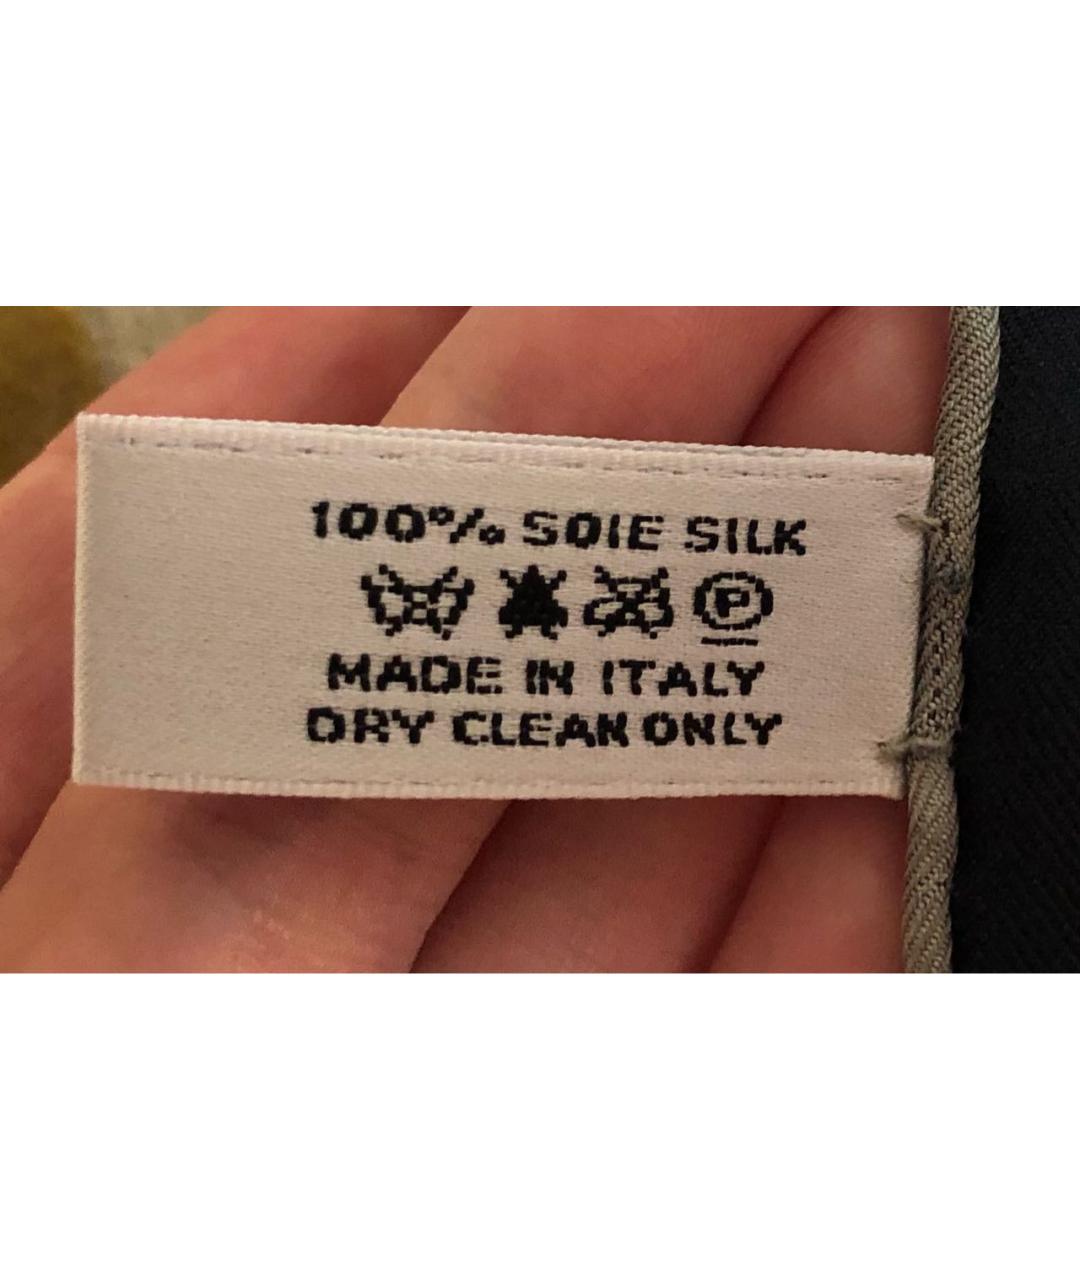 100% SOIE SILK
P
MADE IN ITALY
DRY CLEAN ONLY